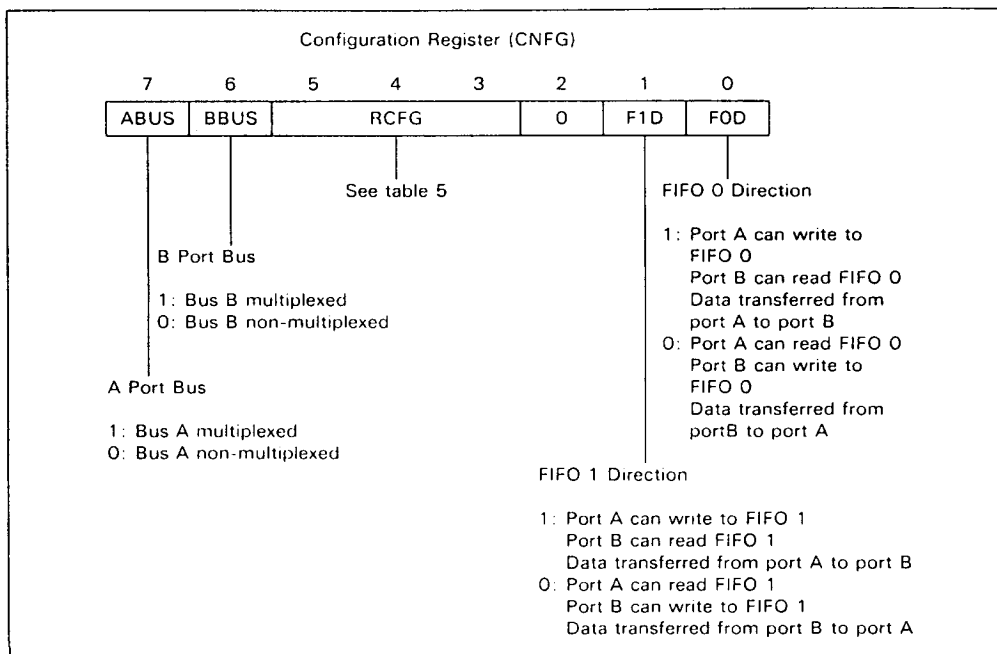 Configuration Register (CNFG)
7 6 5 4 3 2 1 0
ABUS BBUS RCFG 0 F1D F0D
See table 5
FIFO 0 Direction
1: Port A can write to
FIFO 0
Port B can read FIFO 0
Data transferred from
port A to port B
0: Port A can read FIFO 0
Port B can write to
FIFO 0
Data transferred from
portB to port A
B Port Bus
1: Bus B multiplexed
0: Bus B non-multiplexed
A Port Bus
1: Bus A multiplexed
0: Bus A non-multiplexed
FIFO 1 Direction
1: Port A can write to FIFO 1
Port B can read FIFO 1
Data transferred from port A to port B
0: Port A can read FIFO 1
Port B can write to FIFO 1
Data transferred from port B to port A